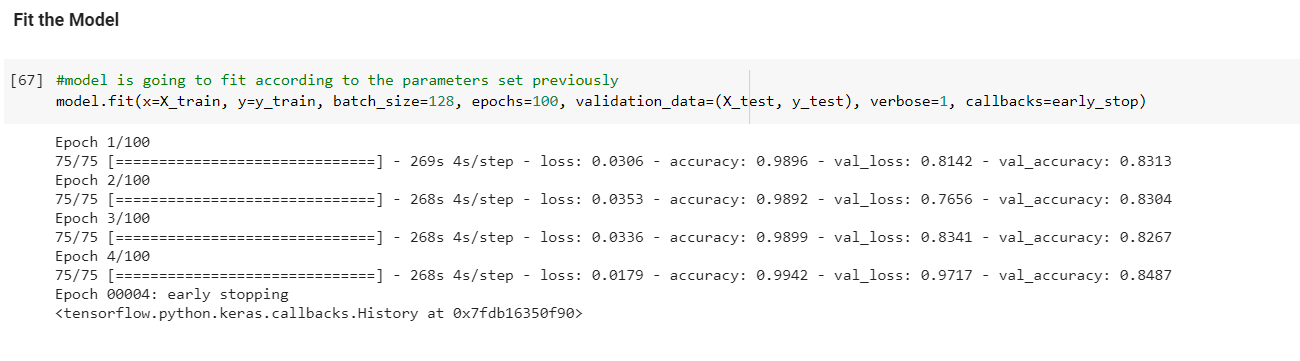 Fit the Model
[67] #model is going to fit according to the parameters set previously
model.fit(x=X_train, y=y_train, batch_size=128, epochs=100, validation_data=(X_test, y_test), verbose=1, callbacks=early_stop)
Epoch 1/100
75/75 [==============================] - 269s 4s/step - loss: 0.0306 - accuracy: 0.9896 - val_loss: 0.8142 - val_accuracy: 0.8313
Epoch 2/100
75/75 [==============================] - 268s 4s/step - loss: 0.0353 - accuracy: 0.9892 - val_loss: 0.7656 - val_accuracy: 0.8304
Epoch 3/100
75/75 [==============================] - 268s 4s/step - loss: 0.0336 - accuracy: 0.9899 - val_loss: 0.8341 - val_accuracy: 0.8267
Epoch 4/100
75/75 [==============================] - 268s 4s/step - loss: 0.0179 - accuracy: 0.9942 - val_loss: 0.9717 - val_accuracy: 0.8487
Epoch 00004: early stopping
<tensorflow.python.keras.callbacks.History at 0x7fdb16350f90>